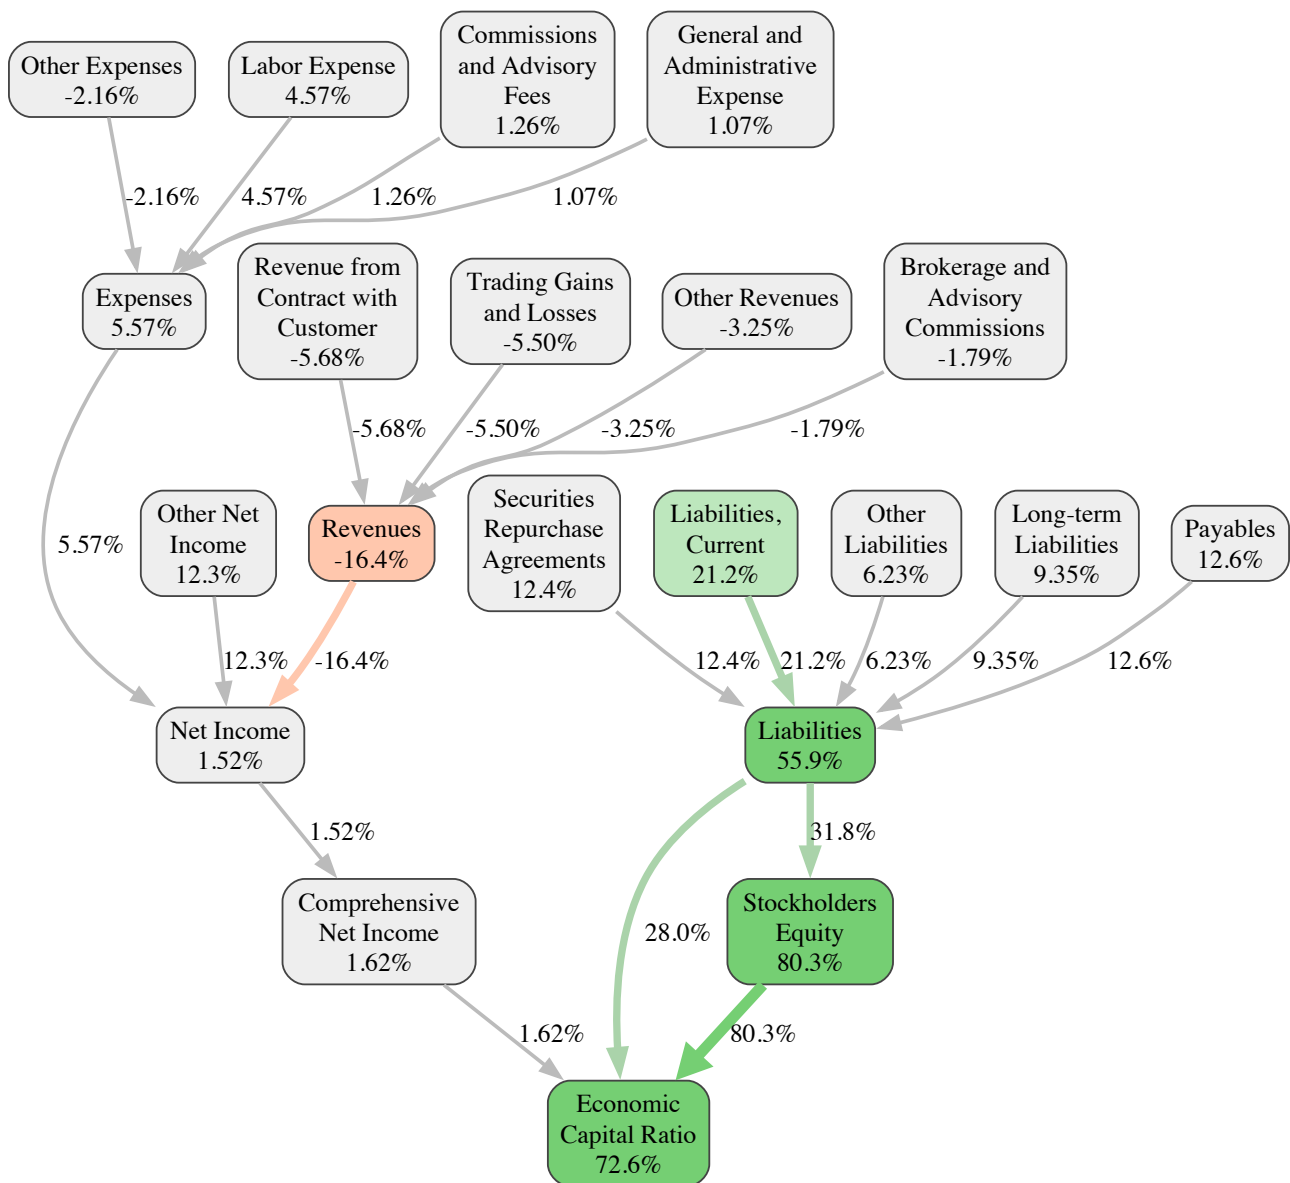 Other Expenses
-2.16%
Labor Expense
4.57%
Commissions
and Advisory
Fees
1.26%
General and
Administrative
Expense
1.07%
-2.16%
4.57%
1.26%
1.07%
Expenses
5.57%
Revenue from
Contract with
Customer
-5.68%
Trading Gains
and Losses
-5.50%
Other Revenues
-3.25%
Brokerage and
Advisory
Commissions
-1.79%
-5.68%
-5.50%
-3.25%
-1.79%
5.57%
Other Net
Income
12.3%
Revenues
-16.4%
Securities
Repurchase
Agreements
12.4%
Liabilities,
Current
21.2%
Other
Liabilities
6.23%
Long-term
Liabilities
9.35%
Payables
12.6%
12.3%
-16.4%
12.4%
21.2%
6.23%
9.35%
12.6%
Net Income
1.52%
Liabilities
55.9%
1.52%
31.8%
Comprehensive
Net Income
1.62%
28.0%
Stockholders
Equity
80.3%
1.62%
80.3%
Economic
Capital Ratio
72.6%